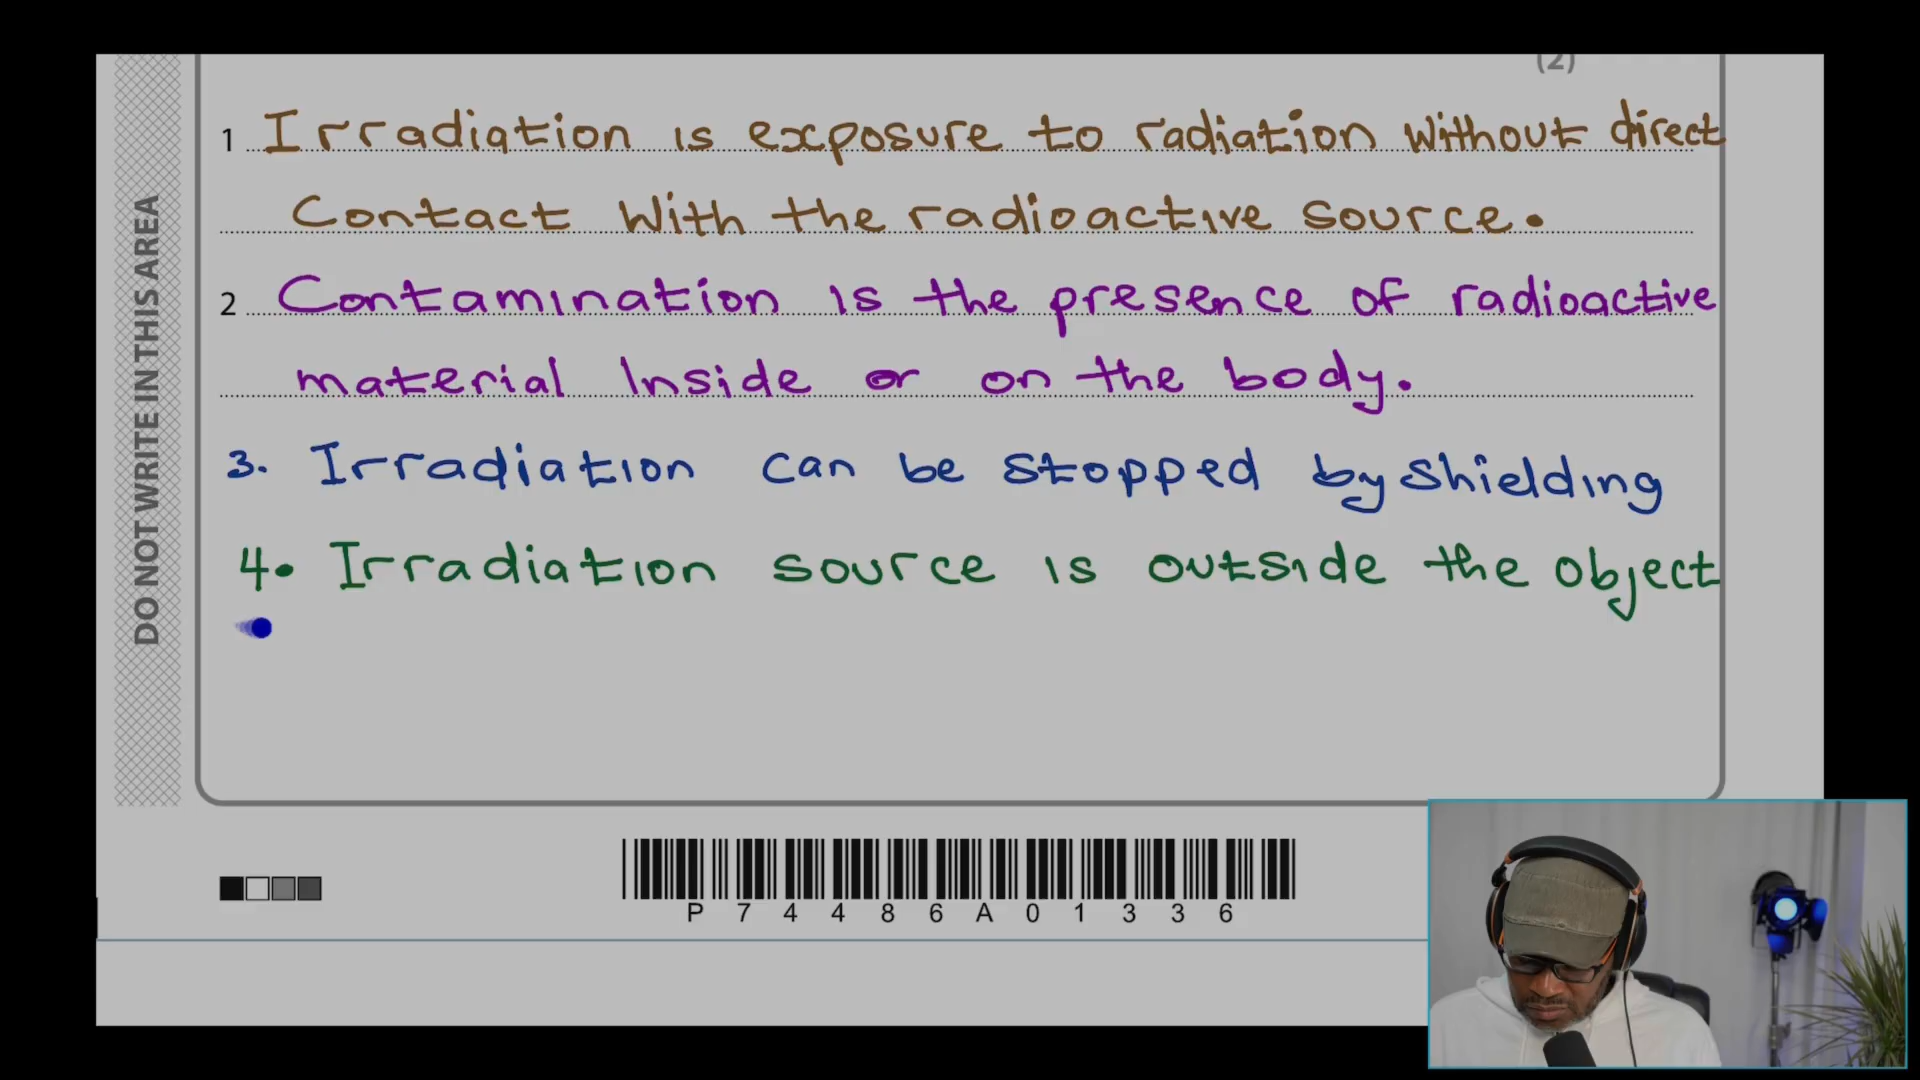 (2)
1 Irradiation is exposure to radiation without direct
Contact with the radioactive source.
2 Contamination is the presence of radioactive
material Inside or on the body.
3. Irradiation can be stopped by shielding
4. Irradiation source is outside the object
DO NOT WRITE IN THIS AREA
P 7 4 4 8 6 A 0 1 3 3 6